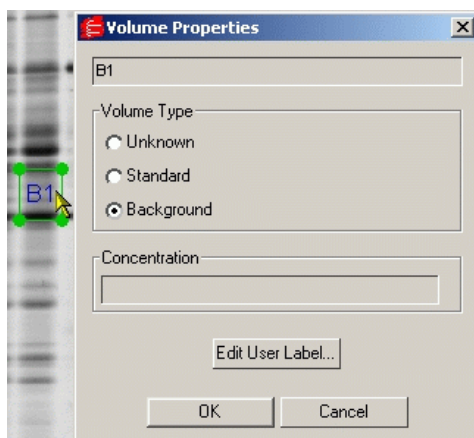 Volume Properties
B1
Volume Type
Unknown
Standard
Background
B1
Concentration
Edit User Label...
OK
Cancel